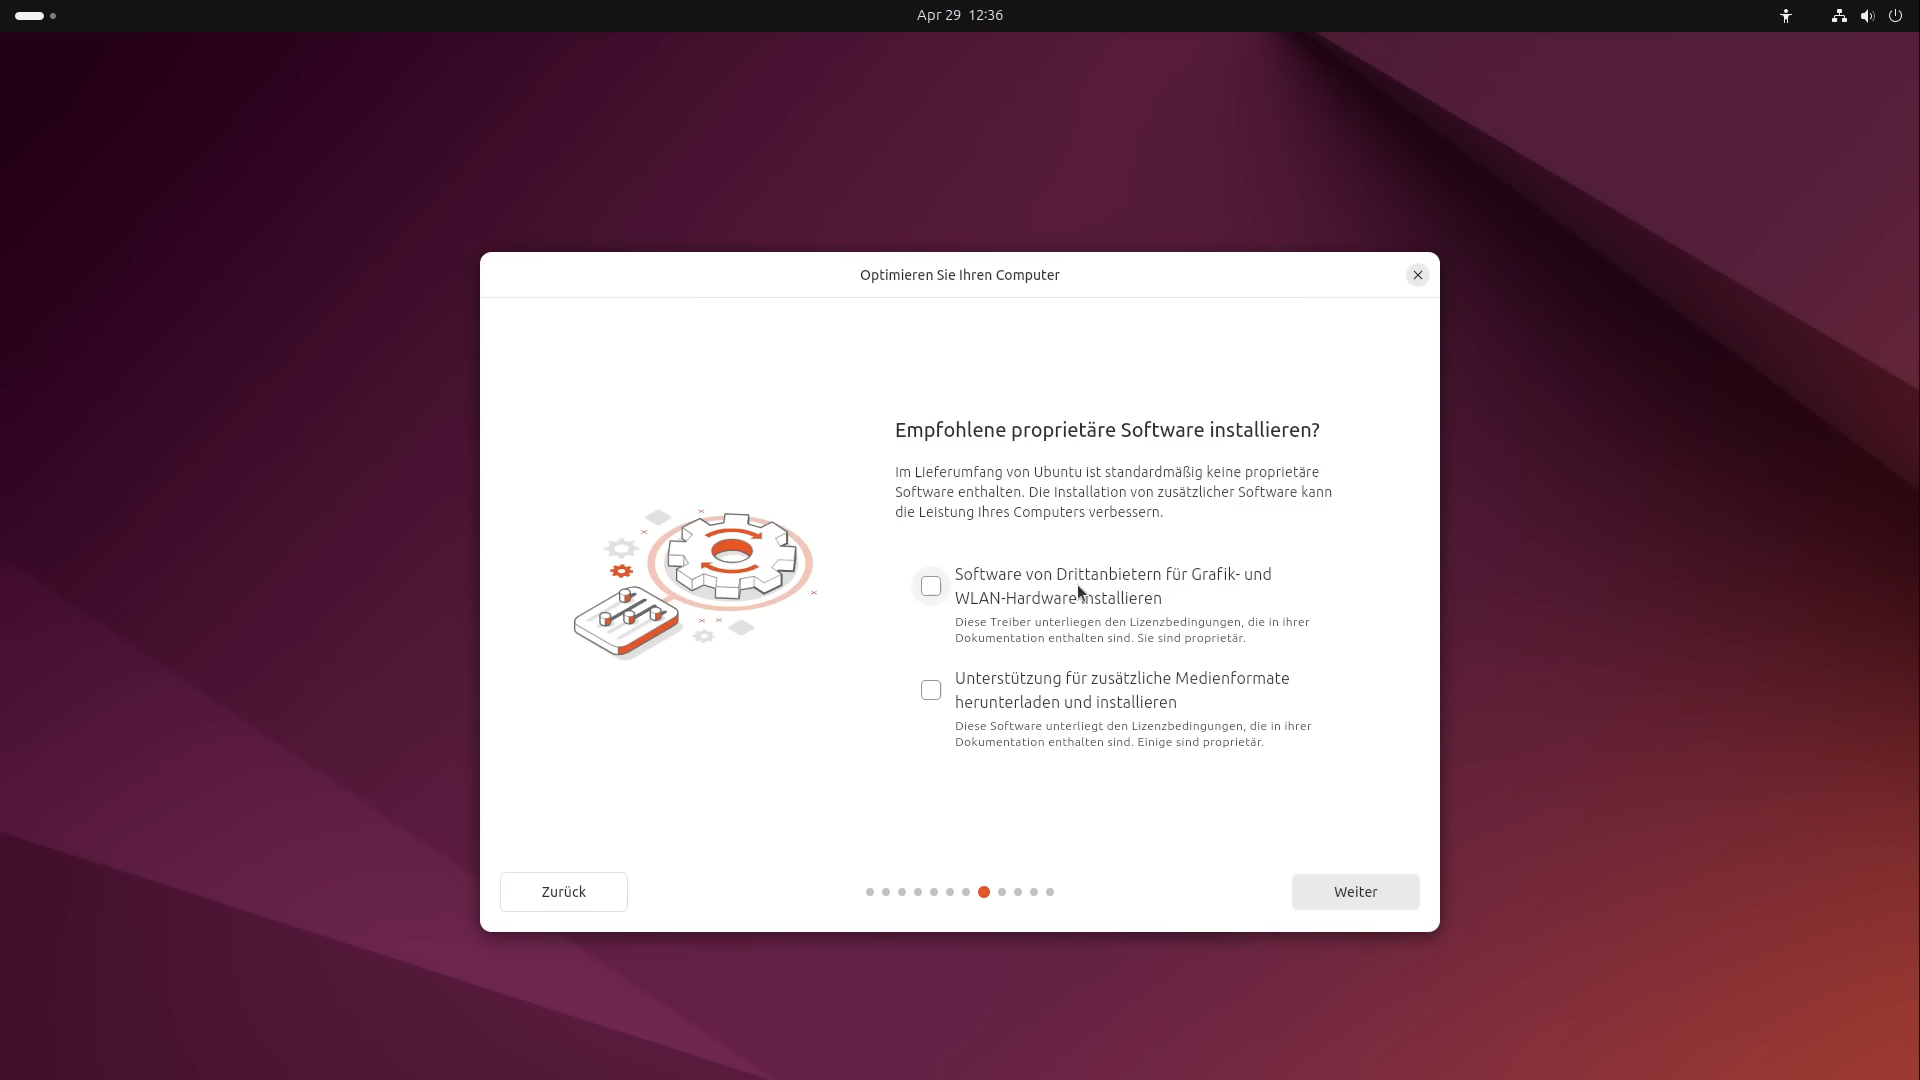 Apr 29 12:36
Optimieren Sie Ihren Computer
Empfohlene proprietäre Software installieren?
Im Lieferumfang von Ubuntu ist standardmäßig keine proprietäre
Software enthalten. Die Installation von zusätzlicher Software kann
die Leistung Ihres Computers verbessern.
Software von Drittanbietern für Grafik- und
WLAN-Hardware installieren
Diese Treiber unterliegen den Lizenzbedingungen, die in ihrer
Dokumentation enthalten sind. Sie sind proprietär.
Unterstützung für zusätzliche Medienformate
herunterladen und installieren
Diese Software unterliegt den Lizenzbedingungen, die in ihrer
Dokumentation enthalten sind. Einige sind proprietär.
Zurück
Weiter